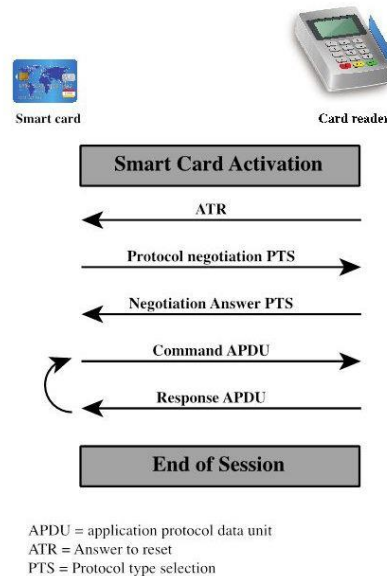 Smart card
Card reader
Smart Card Activation
ATR
Protocol negotiation PTS
Negotiation Answer PTS
Command APDU
Response APDU
End of Session
APDU = application protocol data unit
ATR = Answer to reset
PTS = Protocol type selection